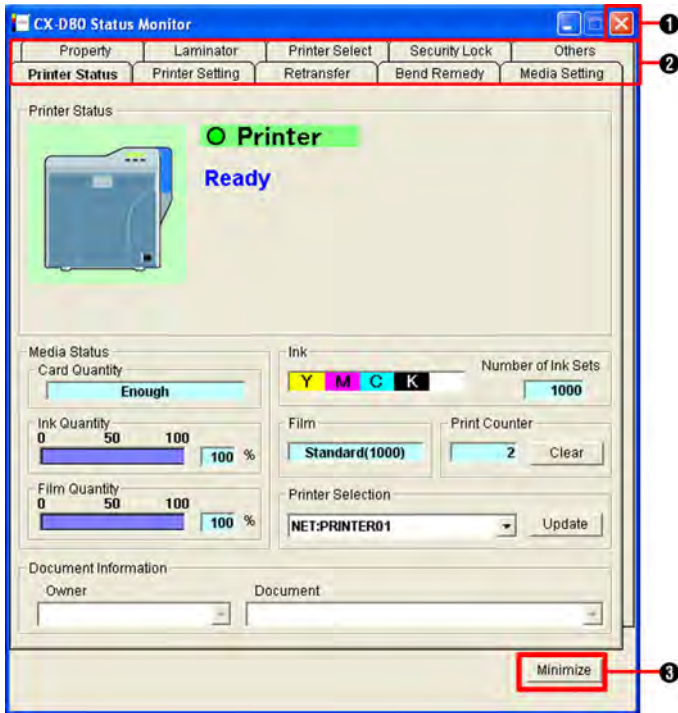 CX-D80 Status Monitor
❶
Property Laminator Printer Select Security Lock Others
❷
Printer Status Printer Setting Retransfer Bend Remedy Media Setting
Printer Status
Printer
Ready
Media Status
Card Quantity
Enough
Ink
Y M C K
Number of Ink Sets
1000
Ink Quantity
0 50 100
100 %
Film
Standard(1000)
Print Counter
2 Clear
Film Quantity
0 50 100
100 %
Printer Selection
NET:PRINTER01 Update
Document Information
Owner Document
Minimize
❸